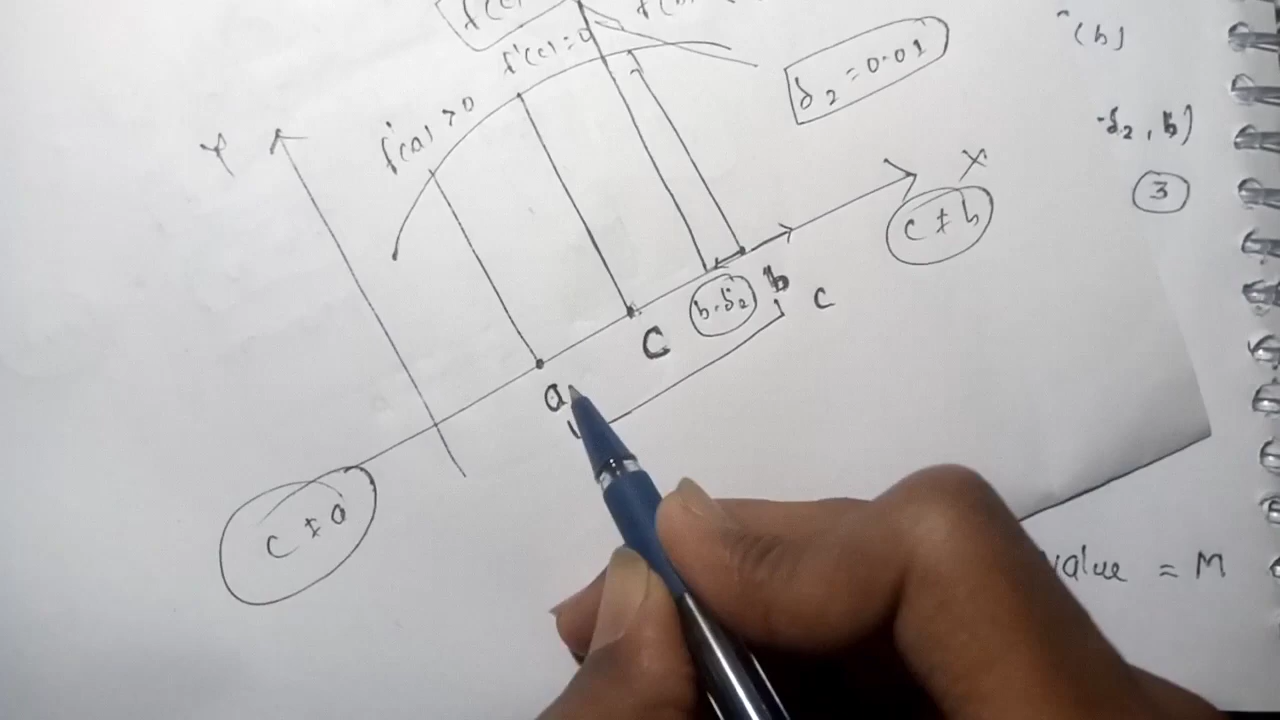 f'(c) = 0
f'(a) > 0
δ₂ = 0.01
(b)
-δ₂, b)
3
Y
X
c ≠ b
b-δ₂
b
c
C
a
c ≠ a
value = M